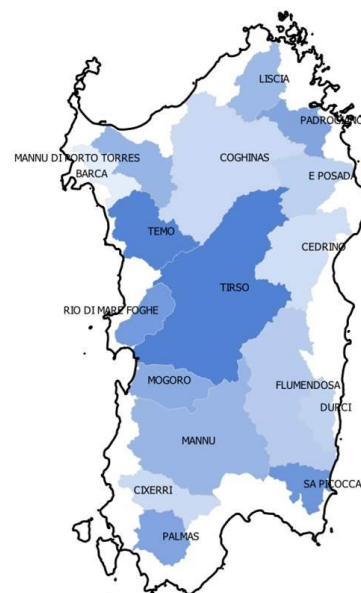 LISCIA
PADROGIANO
MANNU DI PORTO TORRES
COGHINAS
BARCA
E POSADA
TEMO
CEDRINO
TIRSO
RIO DI MARE FOGHE
MOGORO
FLUMENDOSA
DURCI
MANNU
SA PICOCCA
CIXERRI
PALMAS